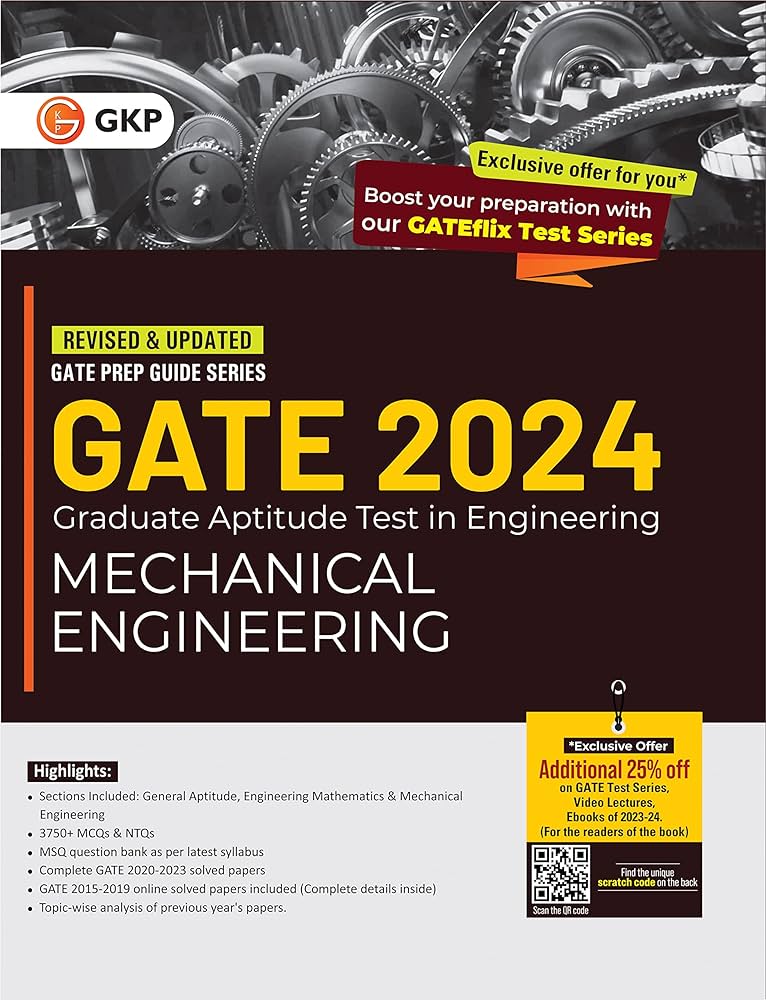 GKP
Exclusive offer for you*
Boost your preparation with
our GATEflix Test Series
REVISED & UPDATED
GATE PREP GUIDE SERIES
GATE 2024
Graduate Aptitude Test in Engineering
MECHANICAL
ENGINEERING
Highlights:
• Sections Included: General Aptitude, Engineering Mathematics & Mechanical
Engineering
• 3750+ MCQs & NTQs
• MSQ question bank as per latest syllabus
• Complete GATE 2020-2023 solved papers
• GATE 2015-2019 online solved papers included (Complete details inside)
• Topic-wise analysis of previous year's papers.
*Exclusive Offer
Additional 25% off
on GATE Test Series,
Video Lectures,
Ebooks of 2023-24.
(For the readers of the book)
Find the unique
scratch code on the back
Scan the QR code